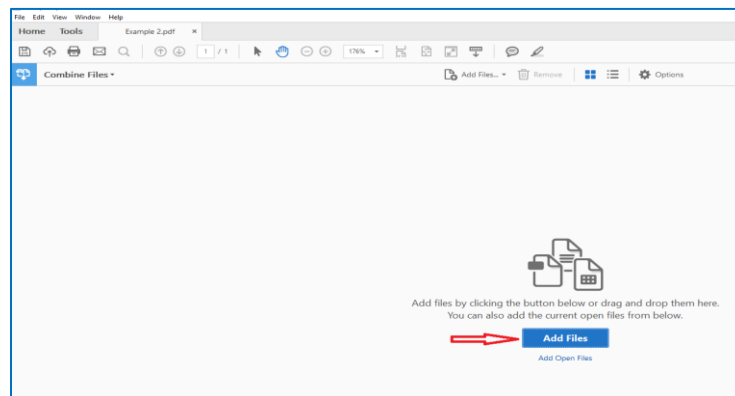 File Edit View Window Help
Home Tools Example 2.pdf ×
1 / 1 176%
Combine Files Add Files... Remove Options
Add files by clicking the button below or drag and drop them here.
You can also add the current open files from below.
Add Files
Add Open Files